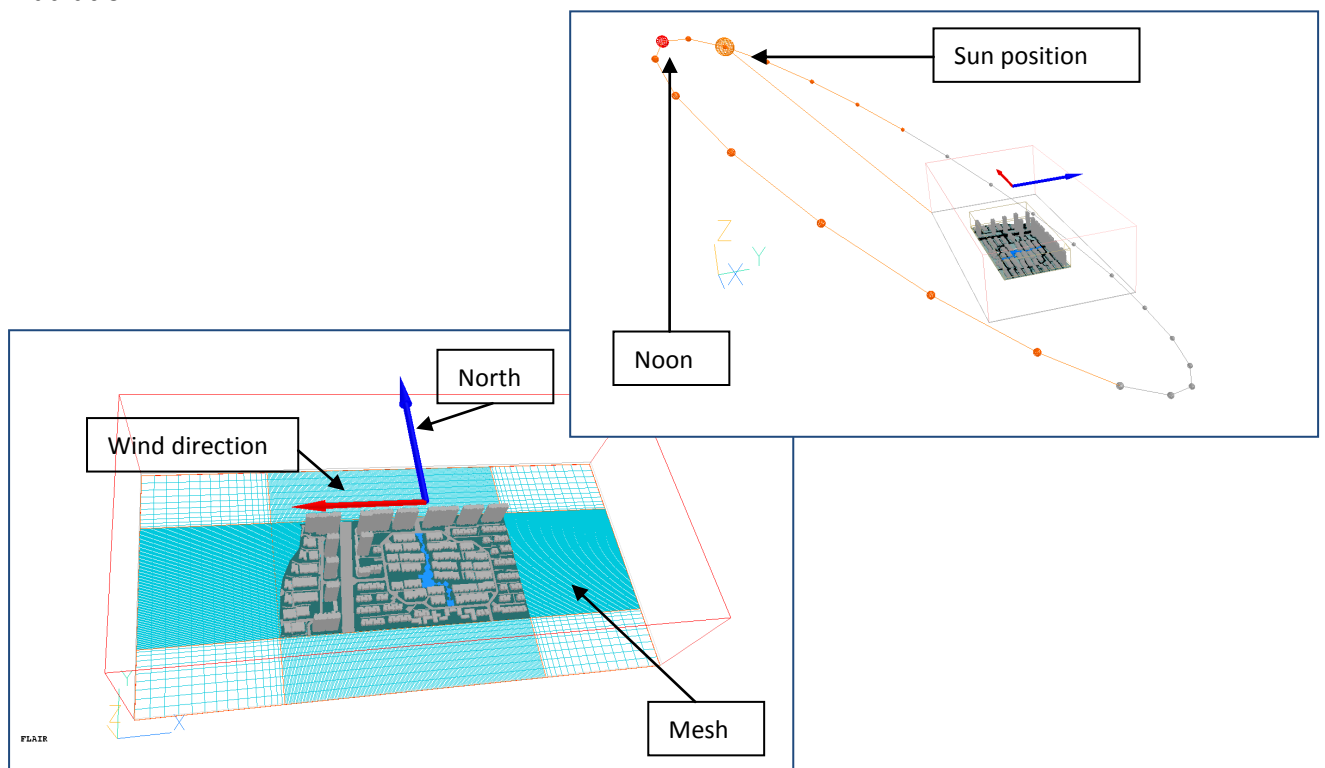 Sun position
Z
Y
X
Noon
North
Wind direction
Mesh
Y
Z
X
FLAIR